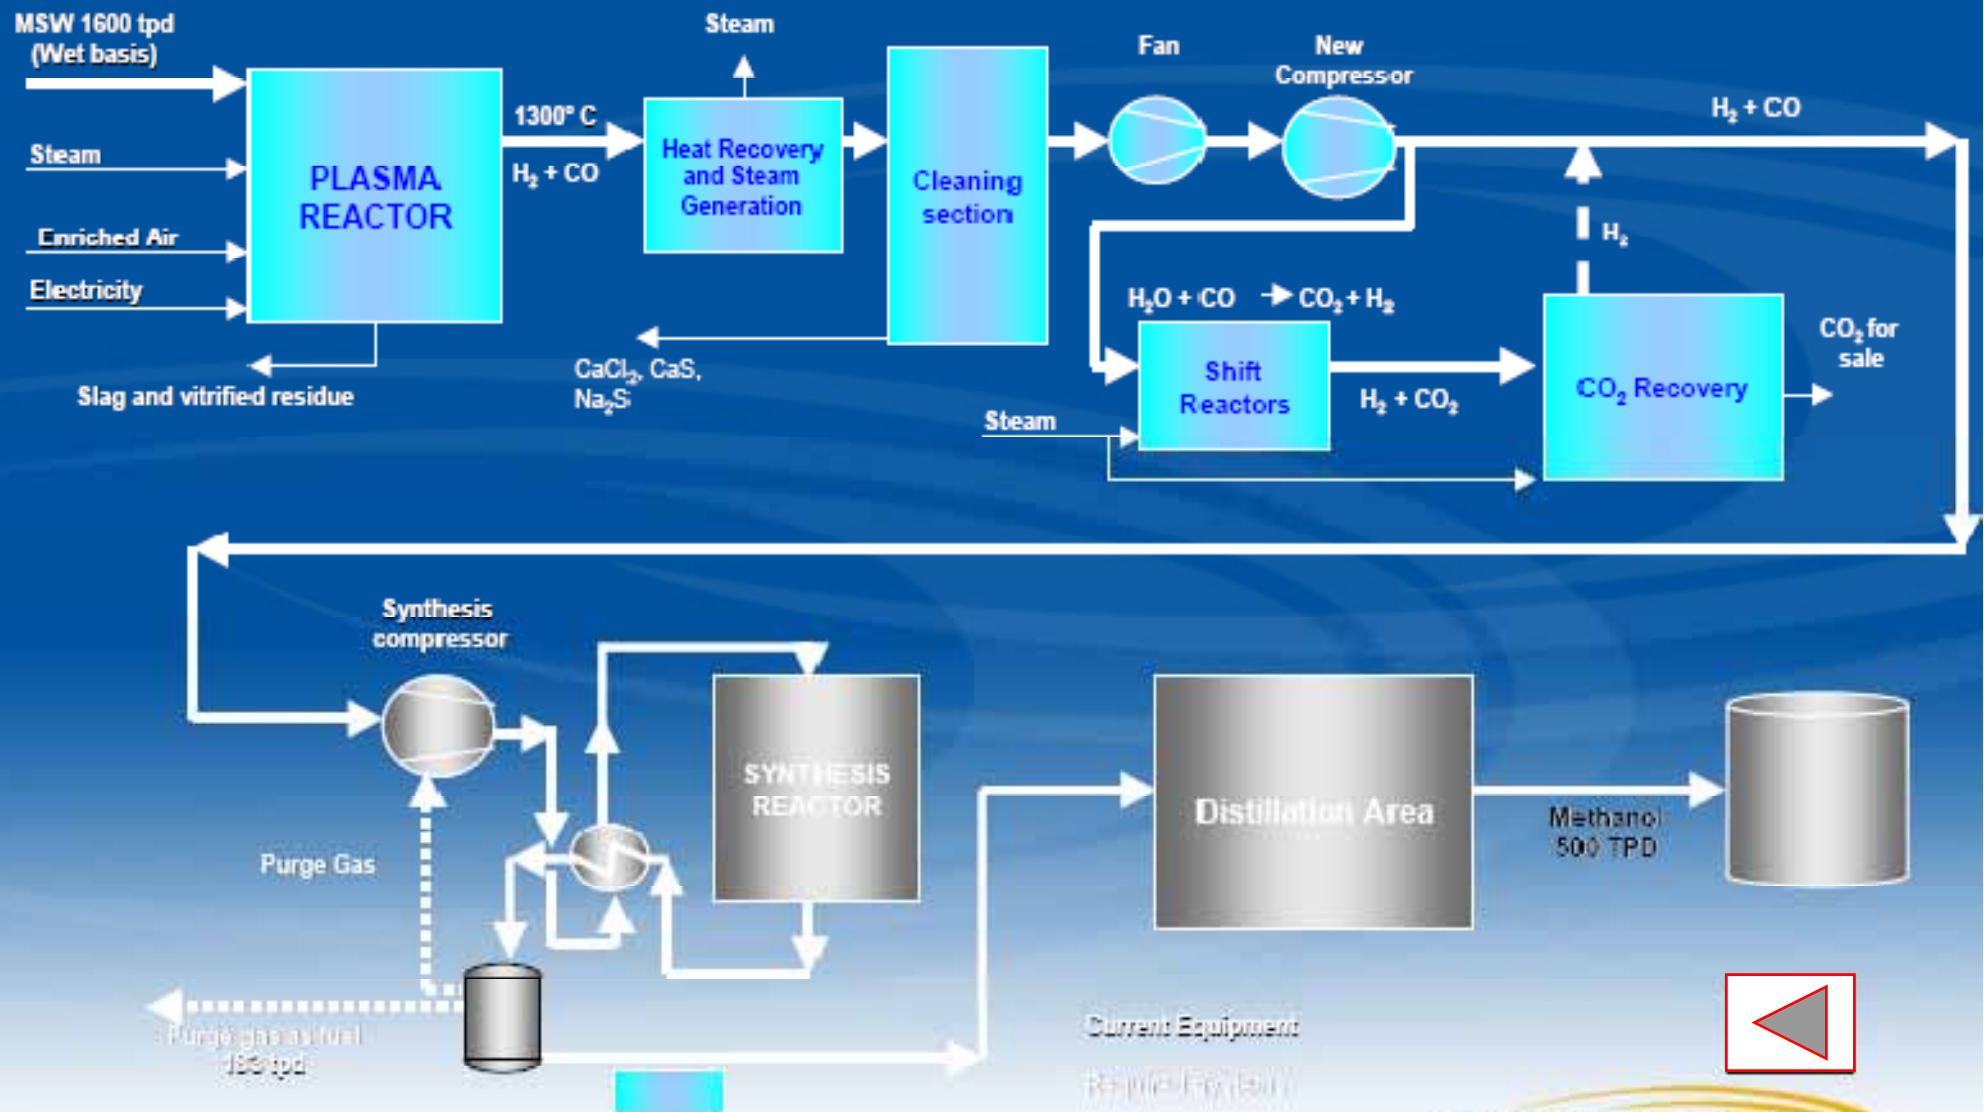 MSW 1600 tpd
(Wet basis)
Steam
Enriched Air
Electricity
PLASMA
REACTOR
Slag and vitrified residue
1300° C
H₂ + CO
Steam
Heat Recovery
and Steam
Generation
CaCl₂, CaS,
Na₂S
Cleaning
section
Fan
New
Compressor
H₂ + CO
H₂
H₂O + CO → CO₂ + H₂
Shift
Reactors
Steam
H₂ + CO₂
CO₂ Recovery
CO₂ for
sale
Synthesis
compressor
SYNTHESIS
REACTOR
Purge Gas
Purge gas as fuel
tpd
Distillation Area
Methanol
500 TPD
Current Equipment